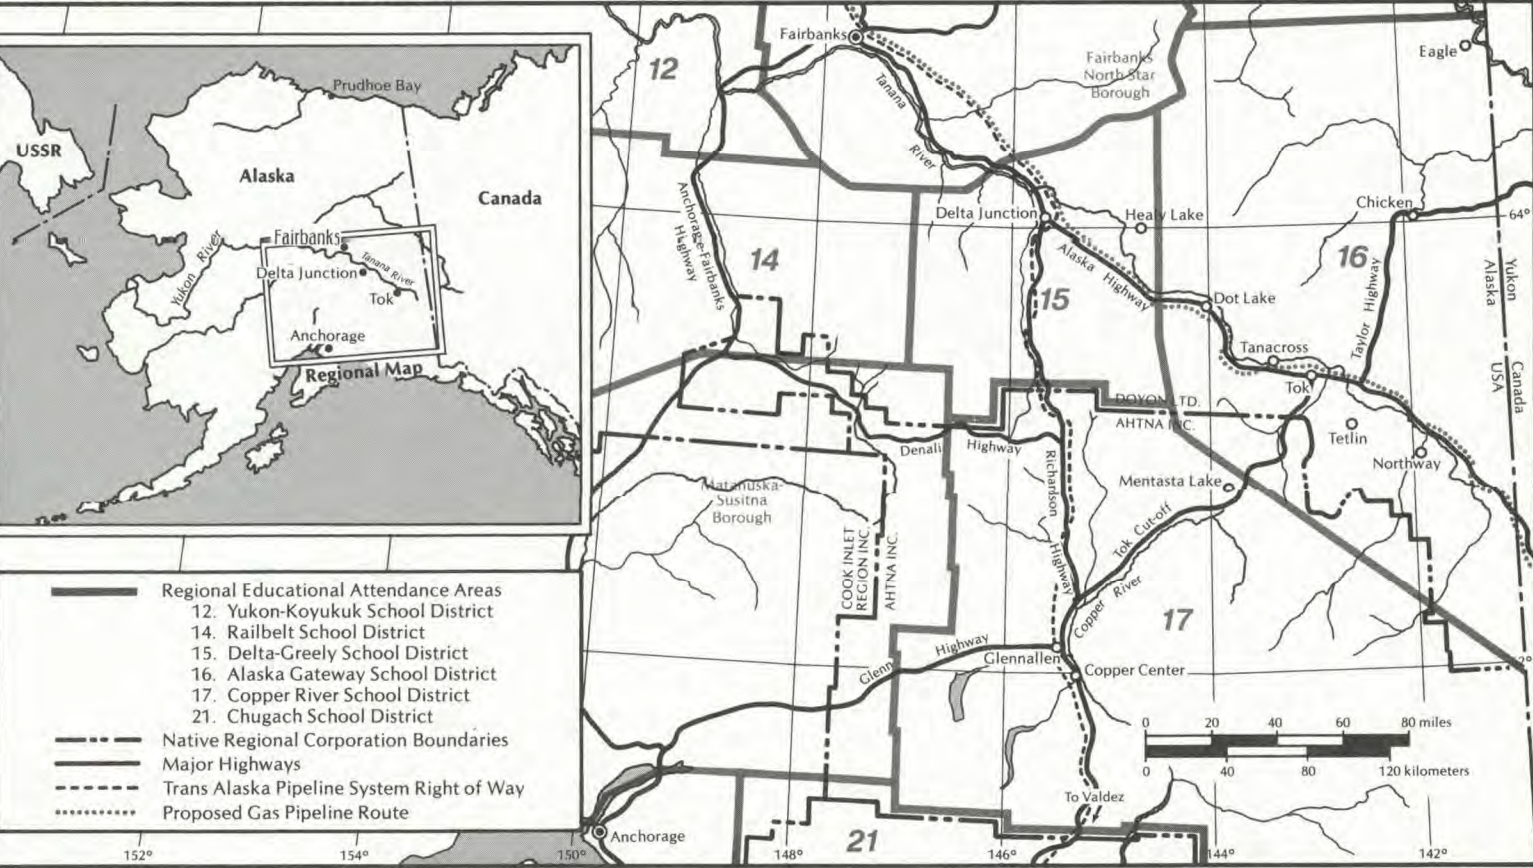 Prudhoe Bay
USSR
Alaska
Canada
Yukon River
Fairbanks
Tanana River
Delta Junction
Tok
Anchorage
Regional Map
Regional Educational Attendance Areas
12. Yukon-Koyukuk School District
14. Railbelt School District
15. Delta-Greely School District
16. Alaska Gateway School District
17. Copper River School District
21. Chugach School District
Native Regional Corporation Boundaries
Major Highways
Trans Alaska Pipeline System Right of Way
Proposed Gas Pipeline Route
Fairbanks
12
Fairbanks
North Star
Borough
Eagle
Tanana
River
Anchorage-Fairbanks
Highway
Delta Junction
Healy Lake
Chicken
64°
14
15
16
Alaska Highway
Dot Lake
Taylor Highway
Yukon
Alaska
Tanacross
Tok
Canada
USA
DOYON LTD.
AHTNA INC.
Tetlin
Denali Highway
Northway
Richardson
Highway
Mentasta Lake
Matanuska-
Susitna
Borough
COOK INLET
REGION INC.
AHTNA INC.
Tok Cut-off
Copper River
17
Glenn Highway
Glennallen
Copper Center
0 20 40 60 80 miles
0 40 80 120 kilometers
To Valdez
Anchorage
21
152° 154° 150° 148° 146° 144° 142°